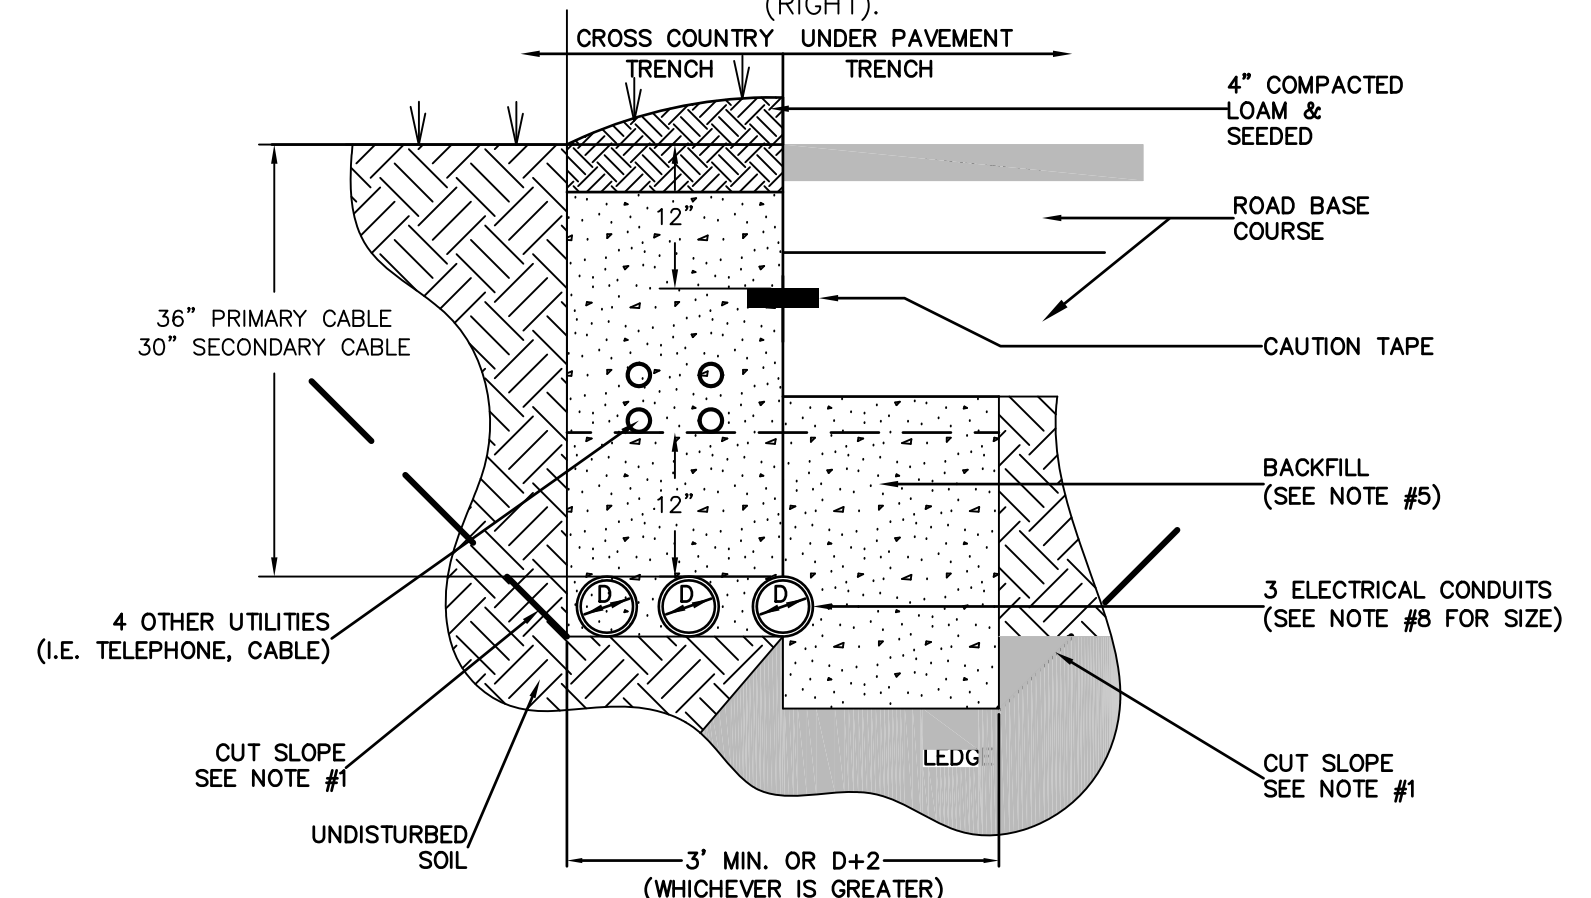 (RIGHT).
CROSS COUNTRY
TRENCH
UNDER PAVEMENT
TRENCH
4” COMPACTED
LOAM &
SEEDED
12”
ROAD BASE
COURSE
36” PRIMARY CABLE
30” SECONDARY CABLE
CAUTION TAPE
BACKFILL
(SEE NOTE #5)
12”
D
D
D
3 ELECTRICAL CONDUITS
(SEE NOTE #8 FOR SIZE)
4 OTHER UTILITIES
(I.E. TELEPHONE, CABLE)
CUT SLOPE
SEE NOTE #1
LEDGE
CUT SLOPE
SEE NOTE #1
UNDISTURBED
SOIL
3' MIN. OR D+2
(WHICHEVER IS GREATER)